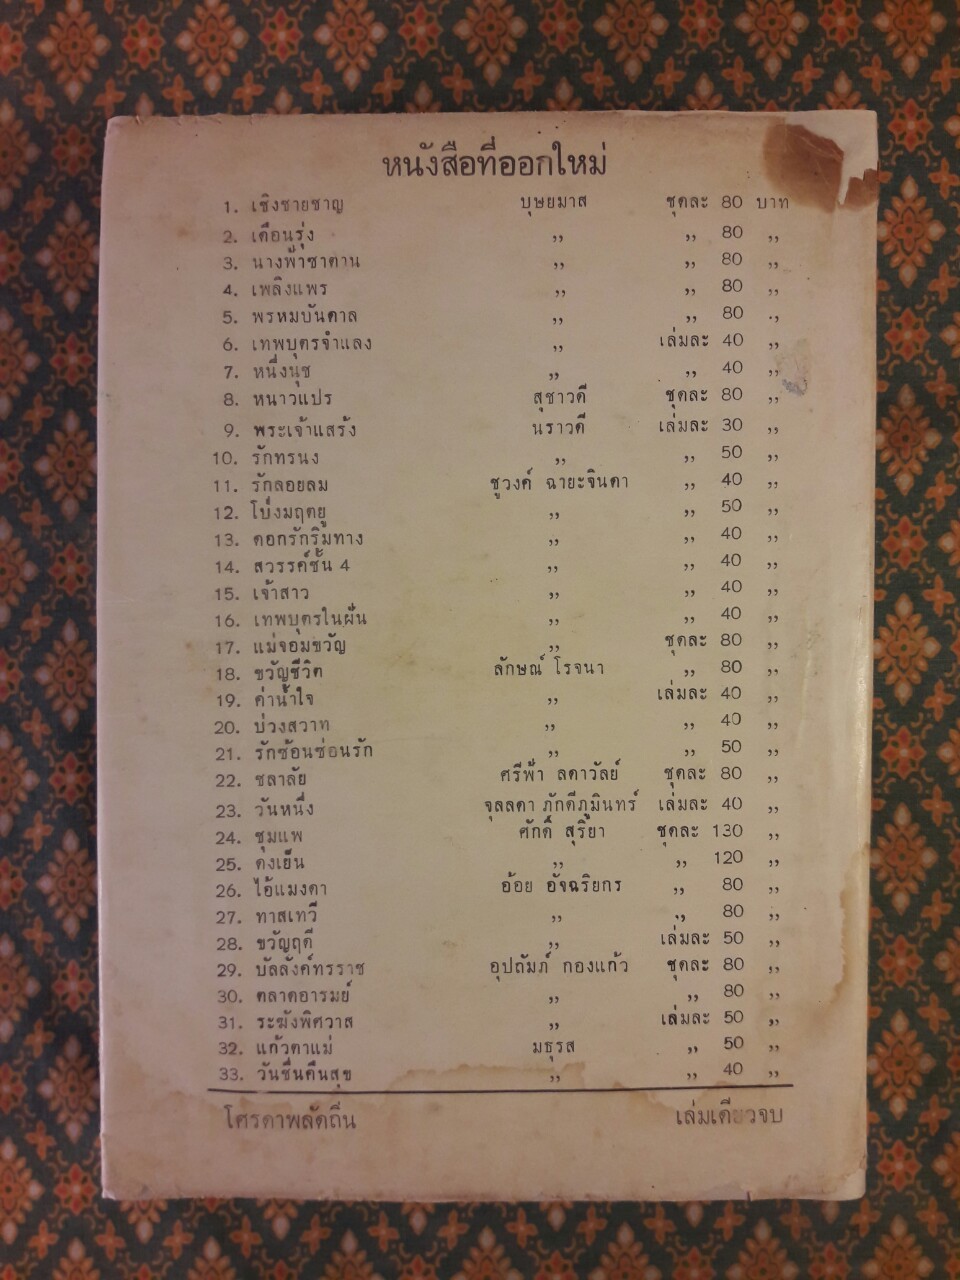 หนังสือที่ออกใหม่
1. เชิงชายชาญ บุษยมาส ชุดละ 80 บาท
2. เดือนรุ่ง ,, ,, 80 ,,
3. นางฟ้าซาตาน ,, ,, 80 ,,
4. เพลิงแพร ,, ,, 80 ,,
5. พรหมบันดาล ,, ,, 80 ,,
6. เทพบุตรจำแลง ,, เล่มละ 40 ,,
7. หนึ่งนุช ,, ,, 40 ,,
8. หนาวแปร สุชาวดี ชุดละ 80 ,,
9. พระเจ้าแสร้ง นราวดี เล่มละ 30 ,,
10. รักทรนง ,, ,, 50 ,,
11. รักลอยลม ชูวงค์ ฉายะจินดา ,, 40 ,,
12. โบ่งมฤตยู ,, ,, 50 ,,
13. ดอกรักริมทาง ,, ,, 40 ,,
14. สวรรค์ชั้น 4 ,, ,, 40 ,,
15. เจ้าสาว ,, ,, 40 ,,
16. เทพบุตรในฝัน ,, ,, 40 ,,
17. แม่จอมขวัญ ,, ชุดละ 80 ,,
18. ขวัญชีวิต ลักษณ์ โรจนา ,, 80 ,,
19. ค่าน้ำใจ ,, เล่มละ 40 ,,
20. บ่วงสวาท ,, ,, 40 ,,
21. รักซ้อนซ่อนรัก ,, ,, 50 ,,
22. ชลาลัย ศรีฟ้า ลดาวัลย์ ชุดละ 80 ,,
23. วันหนึ่ง จุลลดา ภักดีภูมินทร์ เล่มละ 40 ,,
24. ชุมแพ ศักดิ์ สุริยา ชุดละ 130 ,,
25. ดงเย็น ,, ,, 120 ,,
26. ไอ้แมงดา อ้อย อัจฉริยกร ,, 80 ,,
27. ทาสเทวี ,, ,, 80 ,,
28. ขวัญฤดี ,, เล่มละ 50 ,,
29. บัลลังค์ทรราช อุปถัมภ์ กองแก้ว ชุดละ 80 ,,
30. ตลาดอารมย์ ,, ,, 80 ,,
31. ระฆังพิศวาส ,, เล่มละ 50 ,,
32. แก้วตาแม่ มธุรส ,, 50 ,,
33. วันชื่นคืนสุข ,, ,, 40 ,,
โศรดาพลัดถิ่น เล่มเดียวจบ